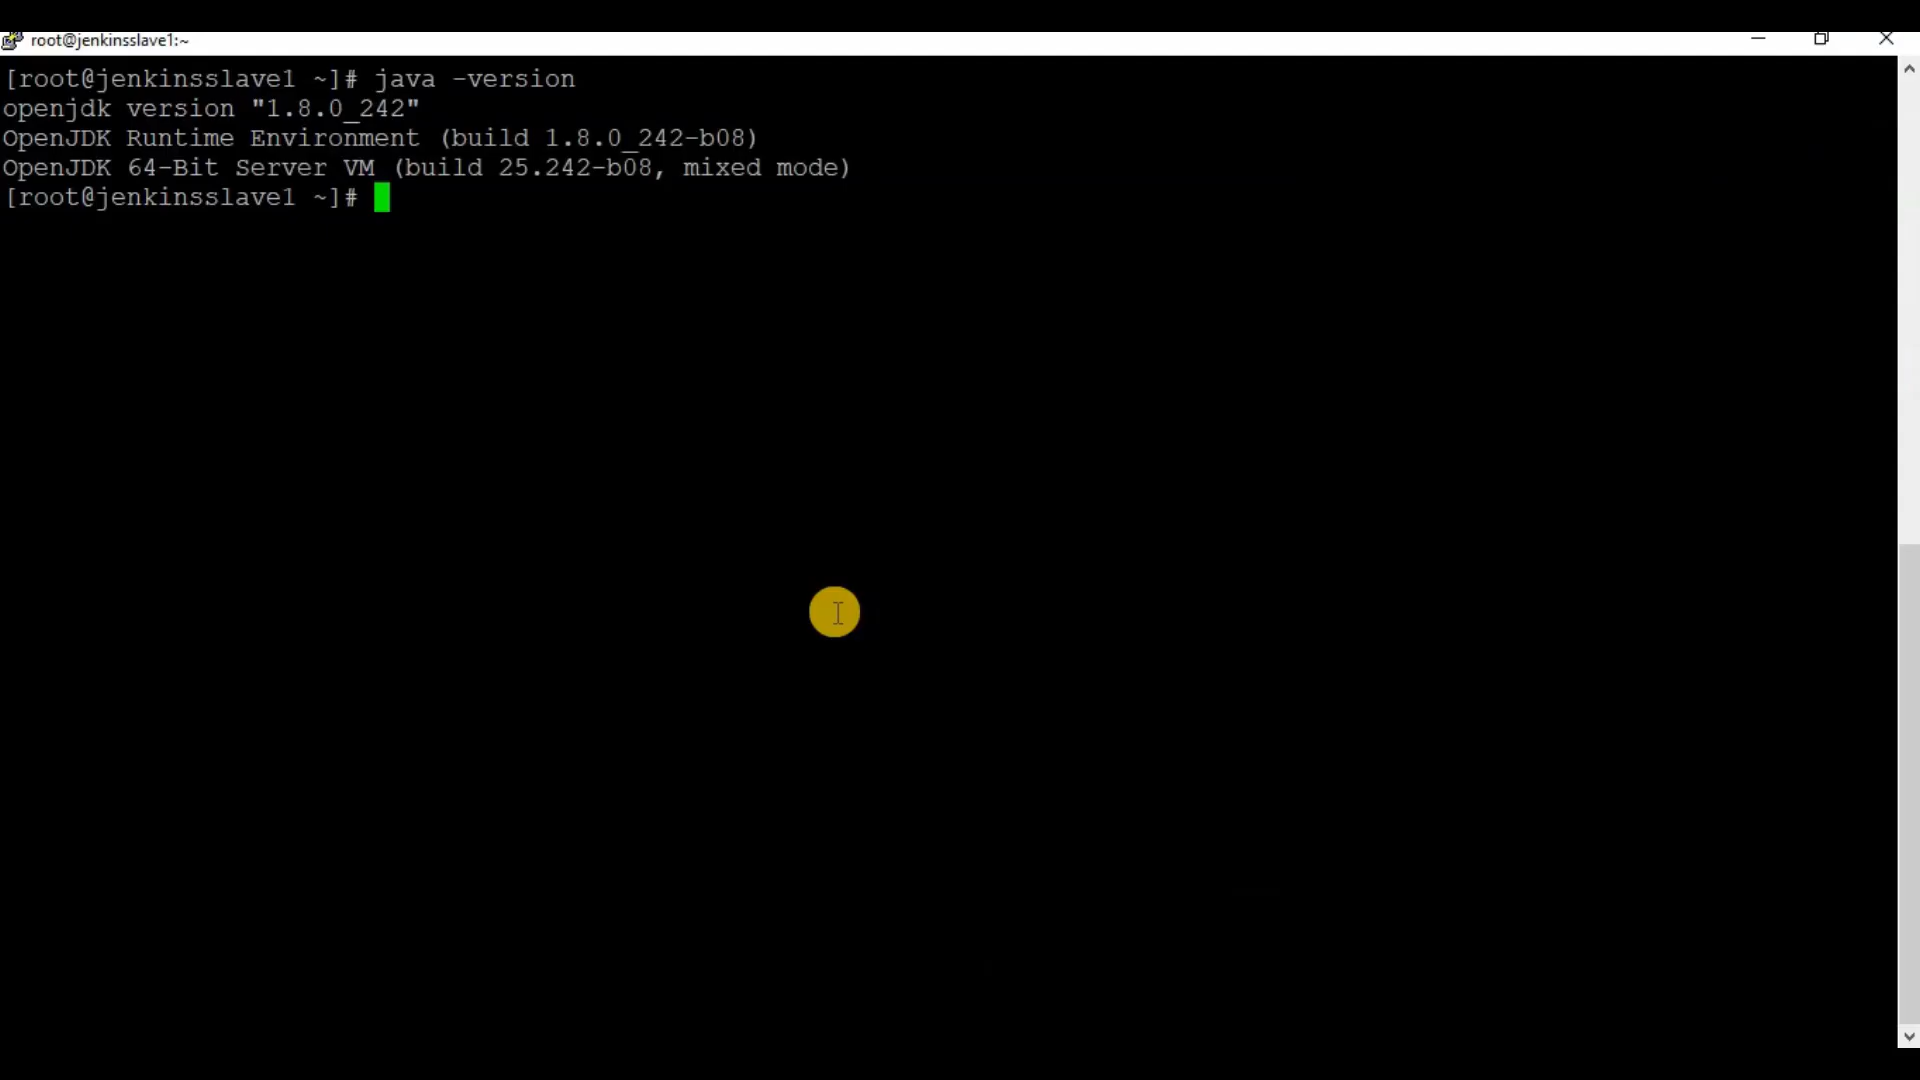 root@jenkinsslave1:~
[root@jenkinsslave1 ~]# java -version
openjdk version "1.8.0_242"
OpenJDK Runtime Environment (build 1.8.0_242-b08)
OpenJDK 64-Bit Server VM (build 25.242-b08, mixed mode)
[root@jenkinsslave1 ~]#